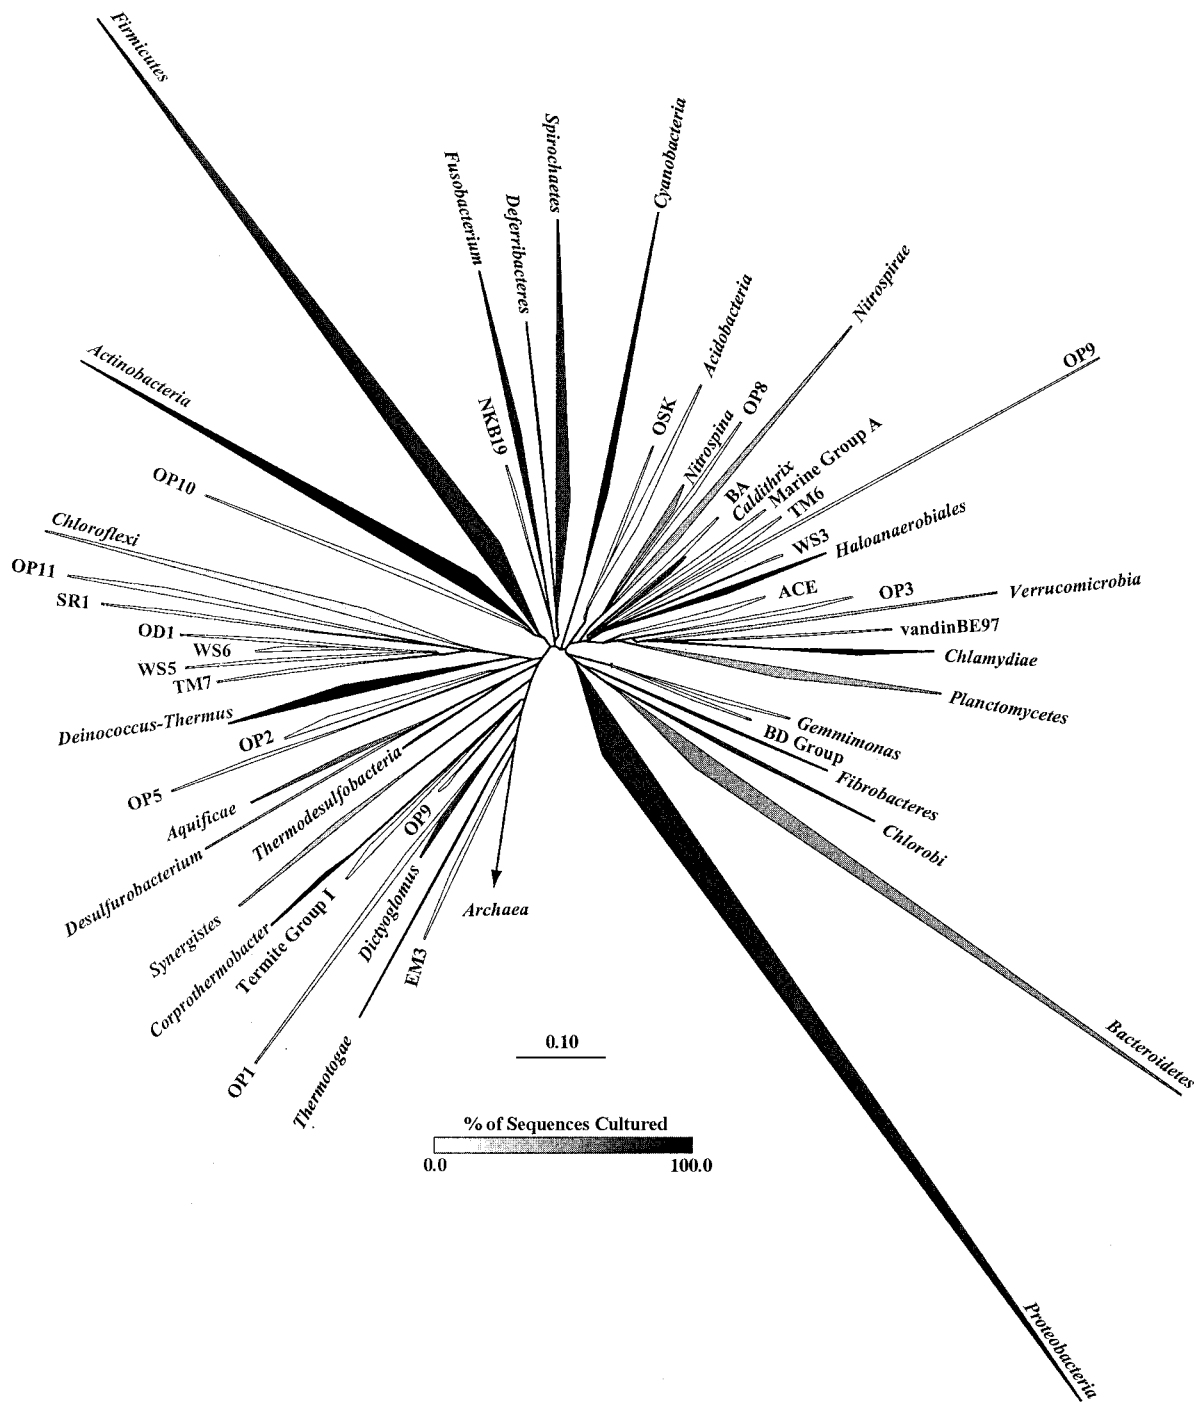 Firmicutes
Cyanobacteria
Spirochaetes
Fusobacterium
Deferribacteres
Nitrospirae
Acidobacteria
OP9
Actinobacteria
NKB19
OSK
OP8
Nitrospina
Marine Group A
BA
Caldithrix
TM6
OP10
Haloanaerobiales
WS3
Chloroflexi
OP11
SR1
ACE
OP3
Verrucomicrobia
OD1
vandinBE97
WS6
Chlamydiae
WS5
TM7
Planctomycetes
Deinococcus-Thermus
OP2
Gemmimonas
BD Group
OP5
Fibrobacteres
Aquificae
Thermodesulfobacteria
OP9
Chlorobi
Desulfurobacterium
Synergistes
Corprothermobacter
Termite Group I
Dictyoglomus
Archaea
EM3
OP1
Thermotogae
Bacteroidetes
0.10
% of Sequences Cultured
0.0 100.0
Proteobacteria